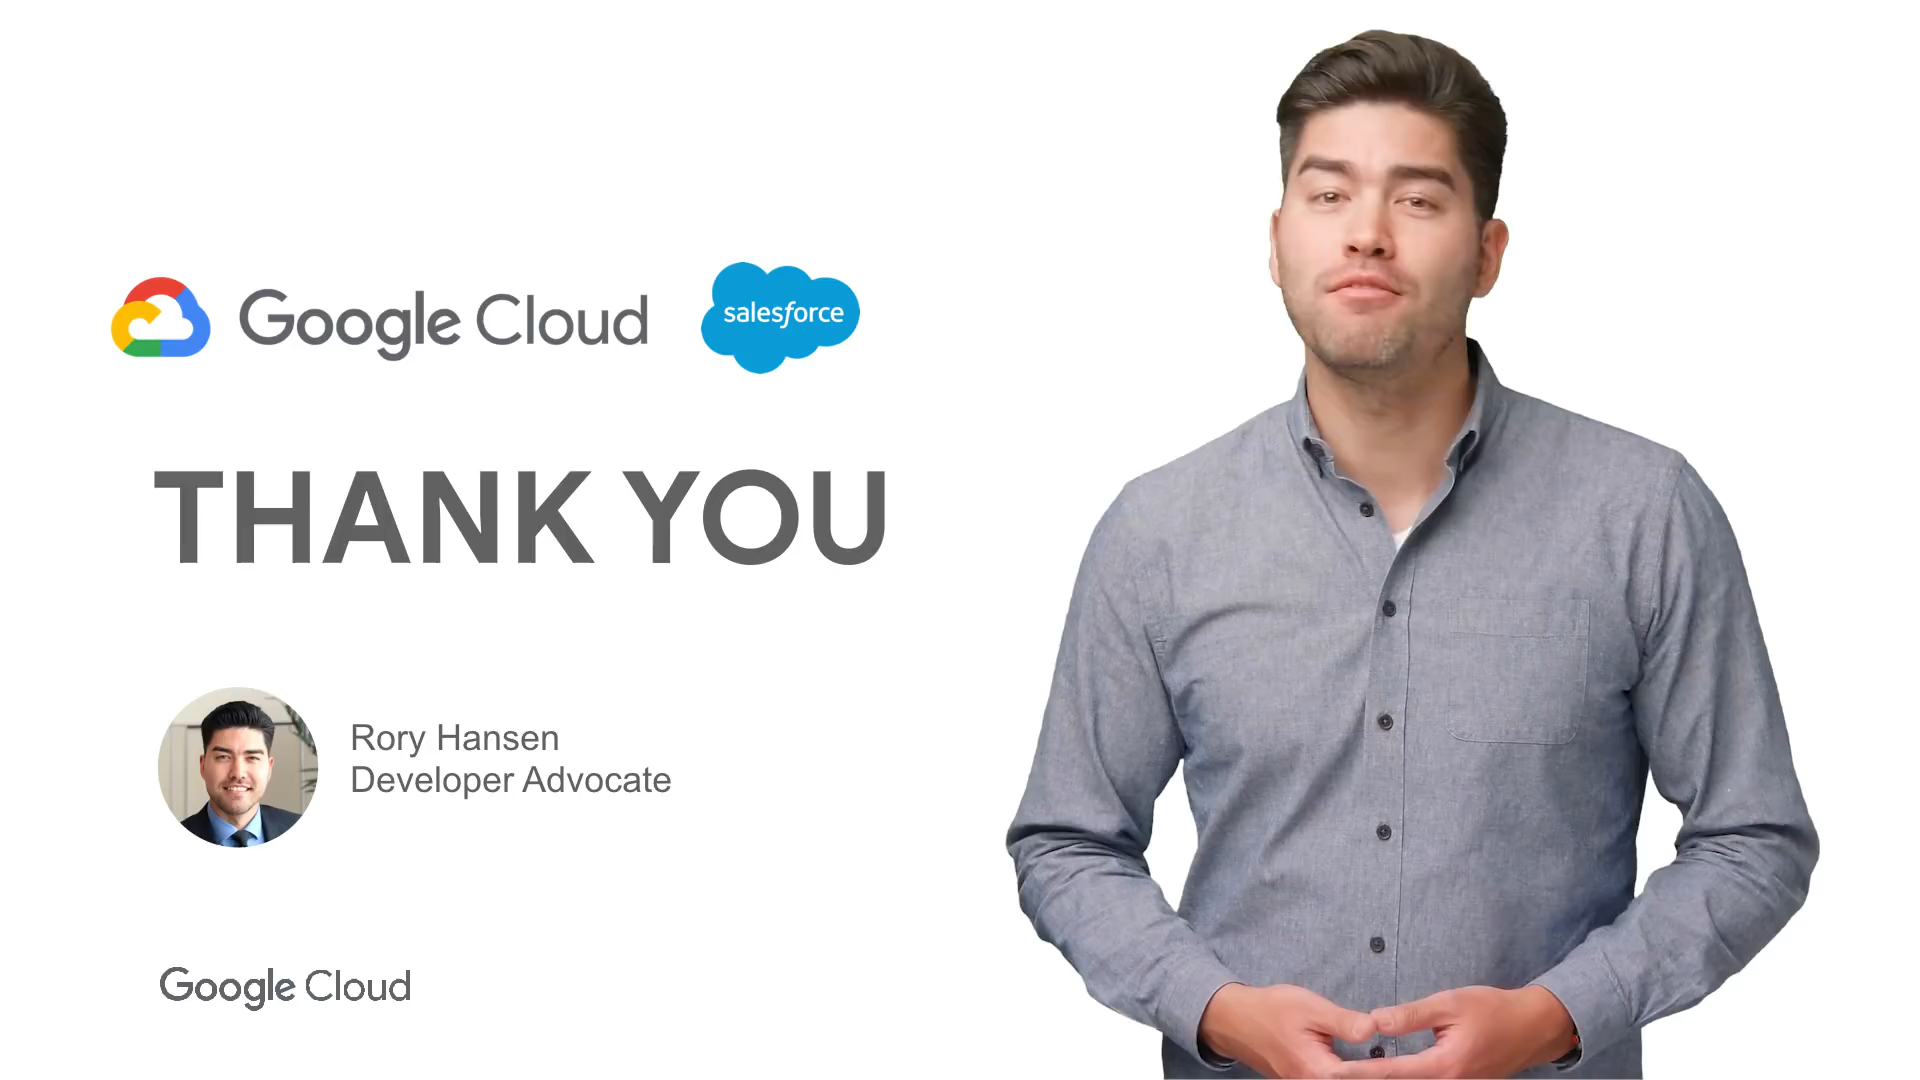 Google Cloud
salesforce
THANK YOU
Rory Hansen
Developer Advocate
Google Cloud